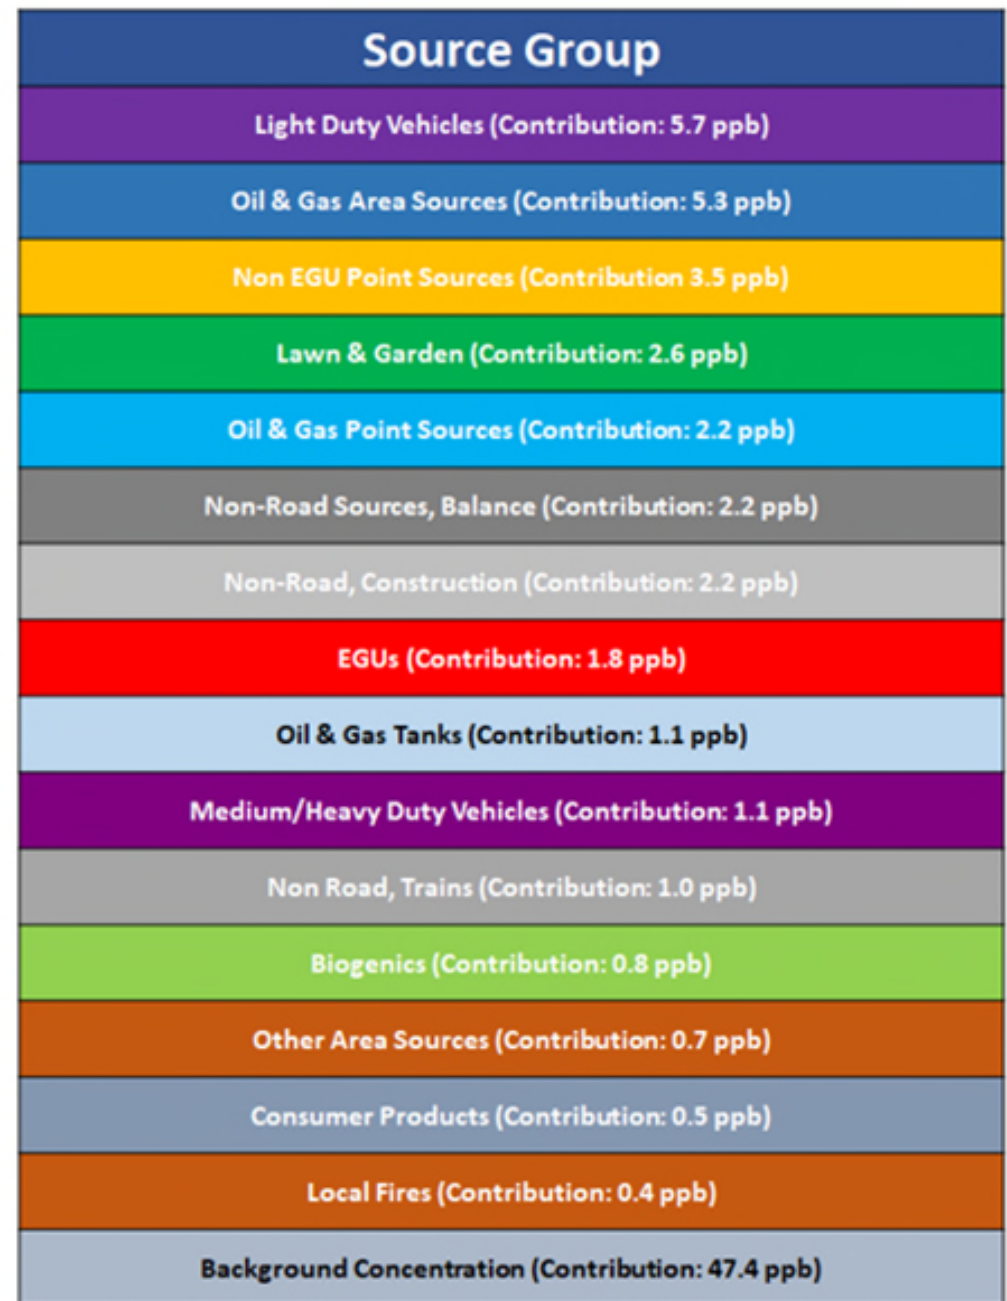 Source Group
Light Duty Vehicles (Contribution: 5.7 ppb)
Oil & Gas Area Sources (Contribution: 5.3 ppb)
Non EGU Point Sources (Contribution 3.5 ppb)
Lawn & Garden (Contribution: 2.6 ppb)
Oil & Gas Point Sources (Contribution: 2.2 ppb)
Non-Road Sources, Balance (Contribution: 2.2 ppb)
Non-Road, Construction (Contribution: 2.2 ppb)
EGUs (Contribution: 1.8 ppb)
Oil & Gas Tanks (Contribution: 1.1 ppb)
Medium/Heavy Duty Vehicles (Contribution: 1.1 ppb)
Non Road, Trains (Contribution: 1.0 ppb)
Biogenics (Contribution: 0.8 ppb)
Other Area Sources (Contribution: 0.7 ppb)
Consumer Products (Contribution: 0.5 ppb)
Local Fires (Contribution: 0.4 ppb)
Background Concentration (Contribution: 47.4 ppb)